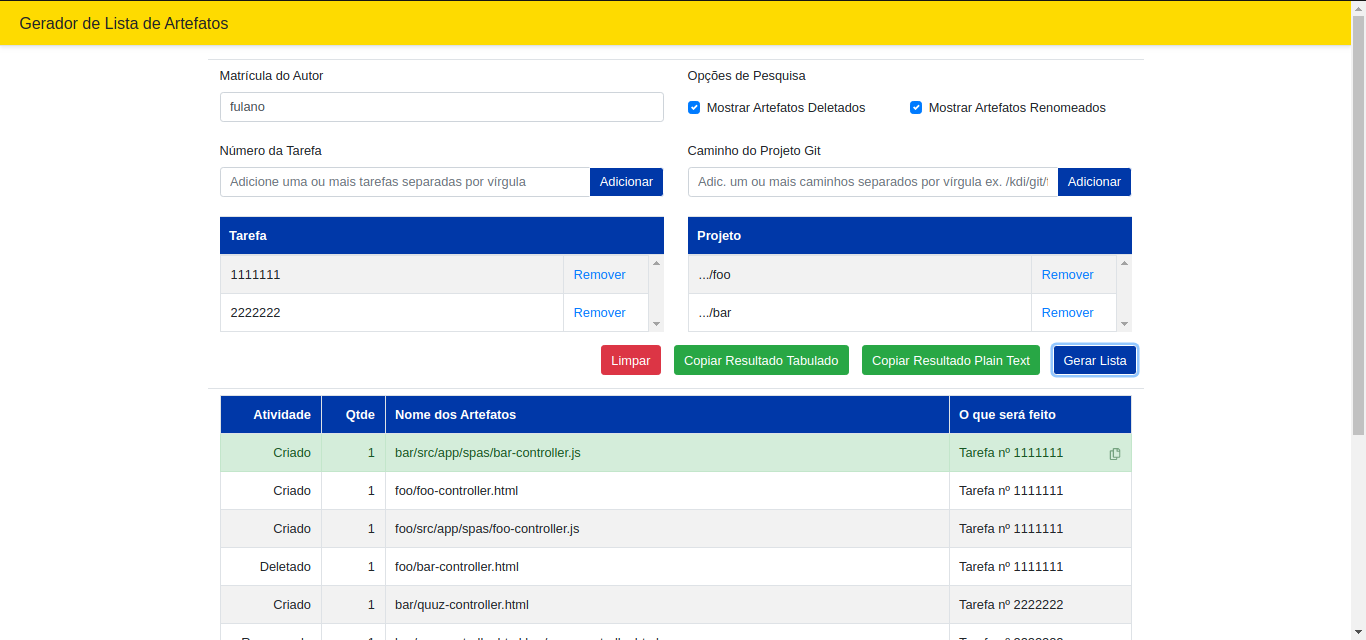 Gerador de Lista de Artefatos
Matrícula do Autor
fulano
Opções de Pesquisa
Mostrar Artefatos Deletados
Mostrar Artefatos Renomeados
Número da Tarefa
Adicione uma ou mais tarefas separadas por vírgula
Adicionar
Caminho do Projeto Git
Adic. um ou mais caminhos separados por vírgula ex. /kdi/git/
Adicionar
Tarefa
1111111 Remover
2222222 Remover
Projeto
.../foo Remover
.../bar Remover
Limpar
Copiar Resultado Tabulado
Copiar Resultado Plain Text
Gerar Lista
Atividade Qtde Nome dos Artefatos O que será feito
Criado 1 bar/src/app/spas/bar-controller.js Tarefa nº 1111111
Criado 1 foo/foo-controller.html Tarefa nº 1111111
Criado 1 foo/src/app/spas/foo-controller.js Tarefa nº 1111111
Deletado 1 foo/bar-controller.html Tarefa nº 1111111
Criado 1 bar/quuz-controller.html Tarefa nº 2222222